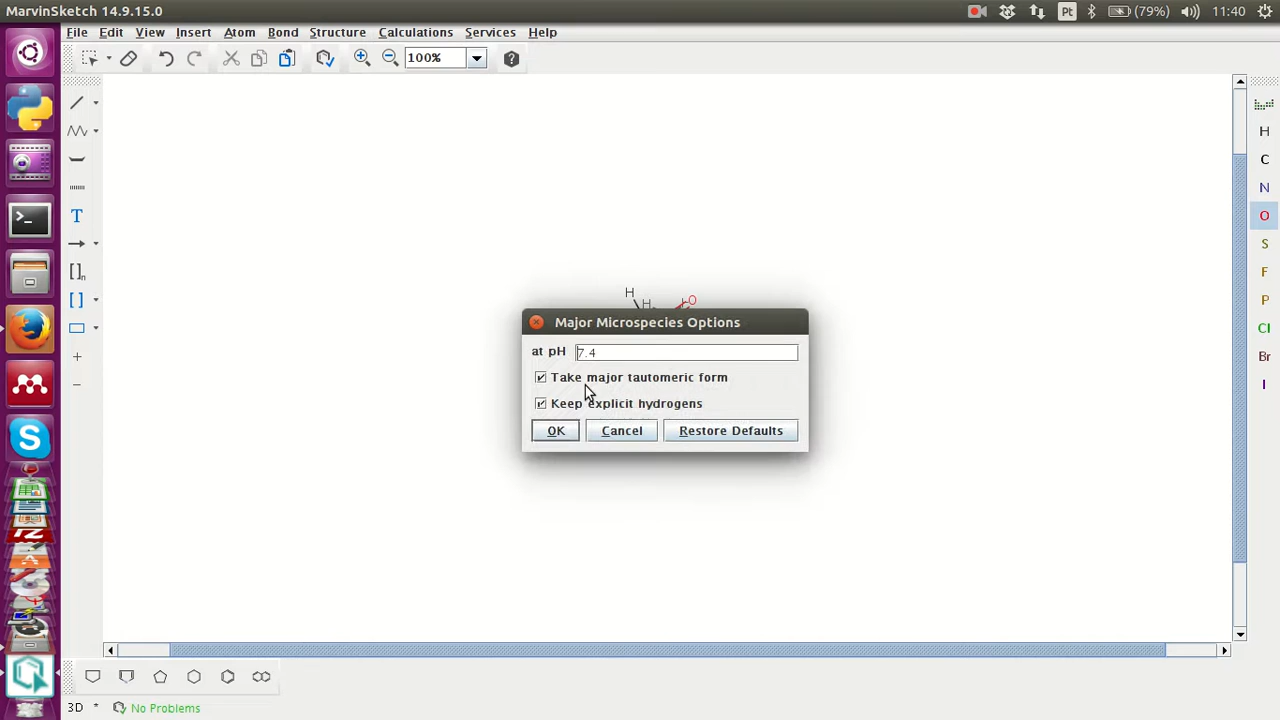 MarvinSketch 14.9.15.0
Pt
(79%)
11:40
File Edit View Insert Atom Bond Structure Calculations Services Help
100%
T
[]n
H
C
N
O
S
F
P
Cl
Br
I
H
H
O
Major Microspecies Options
at pH 7.4
Take major tautomeric form
Keep explicit hydrogens
OK Cancel Restore Defaults
3D * No Problems